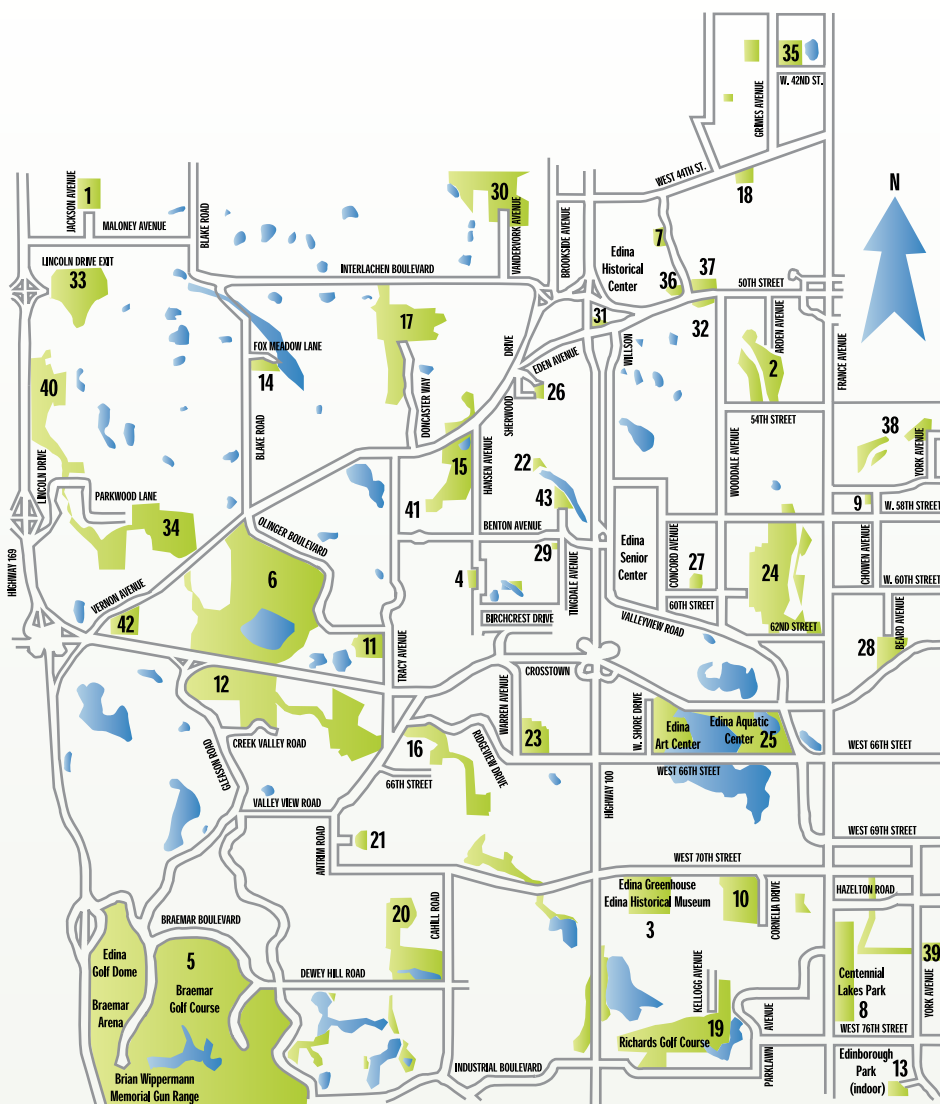 35
W. 42ND ST.
GRIMES AVENUE
WEST 44TH ST.
18
N
JACKSON AVENUE
1
MALONEY AVENUE
BLAKE ROAD
30
VANDERVORK AVENUE
BROOKSIDE AVENUE
7
Edina
Historical
Center
36
37
50TH STREET
LINCOLN DRIVE EXIT
33
INTERLACHEN BOULEVARD
17
31
32
WILLSON
ARDEN AVENUE
2
FRANCE AVENUE
FOX MEADOW LANE
14
DRIVE
EDEN AVENUE
SHERWOOD
26
40
BLAKE ROAD
DONCASTER WAY
54TH STREET
38
YORK AVENUE
LINCOLN DRIVE
PARKWOOD LANE
34
15
HANSEN AVENUE
22
43
41
BENTON AVENUE
WOODDALE AVENUE
9
W. 58TH STREET
HIGHWAY 169
OLINGER BOULEVARD
6
4
29
TINGDALE AVENUE
Edina
Senior
Center
CONCORD AVENUE
27
24
CHOWEN AVENUE
W. 60TH STREET
VERNON AVENUE
42
BIRCHCREST DRIVE
60TH STREET
VALLEYVIEW ROAD
62ND STREET
BEARD AVENUE
28
11
TRACY AVENUE
CROSSTOWN
12
CREEK VALLEY ROAD
GLEASON ROAD
16
RIDGEVIEW DRIVE
WARREN AVENUE
23
W. SHORE DRIVE
Edina
Art Center
Edina Aquatic
Center
25
WEST 66TH STEET
WEST 66TH STEET
66TH STREET
HIGHWAY 100
VALLEY VIEW ROAD
ANTRIM ROAD
21
WEST 69TH STREET
WEST 70TH STREET
BRAEMAR BOULEVARD
20
CAHILL ROAD
Edina Greenhouse
Edina Historical Museum
3
10
CORNELIA DRIVE
HAZELTON ROAD
Edina
Golf Dome
Braemar
Arena
5
Braemar
Golf Course
DEWEY HILL ROAD
KELLOGG AVENUE
39
YORK AVENUE
Centennial
Lakes Park
8
19
Richards Golf Course
AVENUE
PARKLAWN
WEST 76TH STREET
Brian Wippermann
Memorial Gun Range
INDUSTRIAL BOULEVARD
Edinborough
Park
(indoor)
13